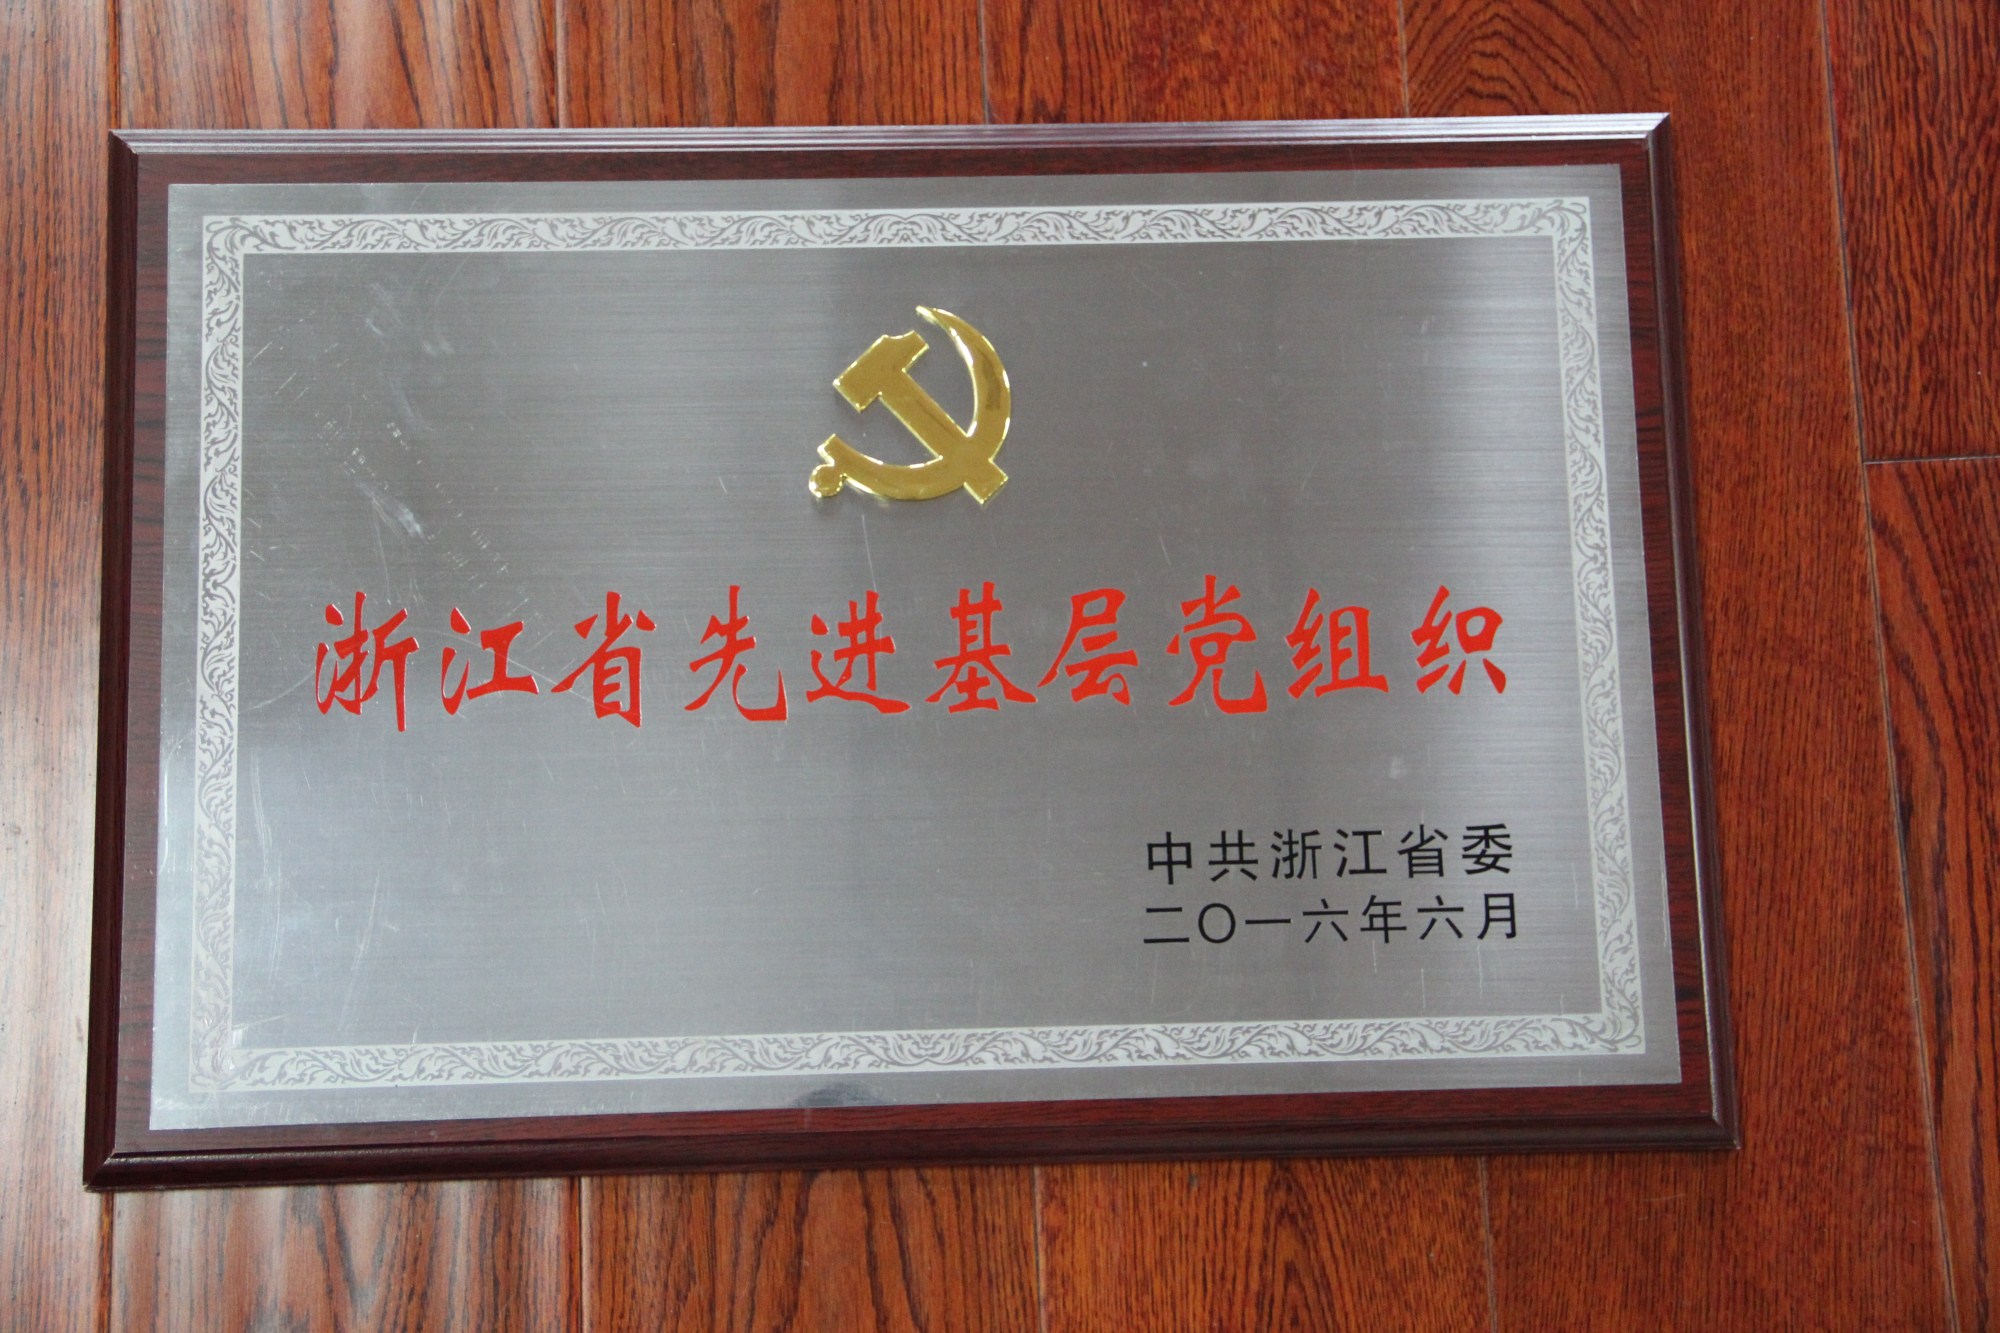 浙江省先进基层党组织
中共浙江省委
二〇一六年六月